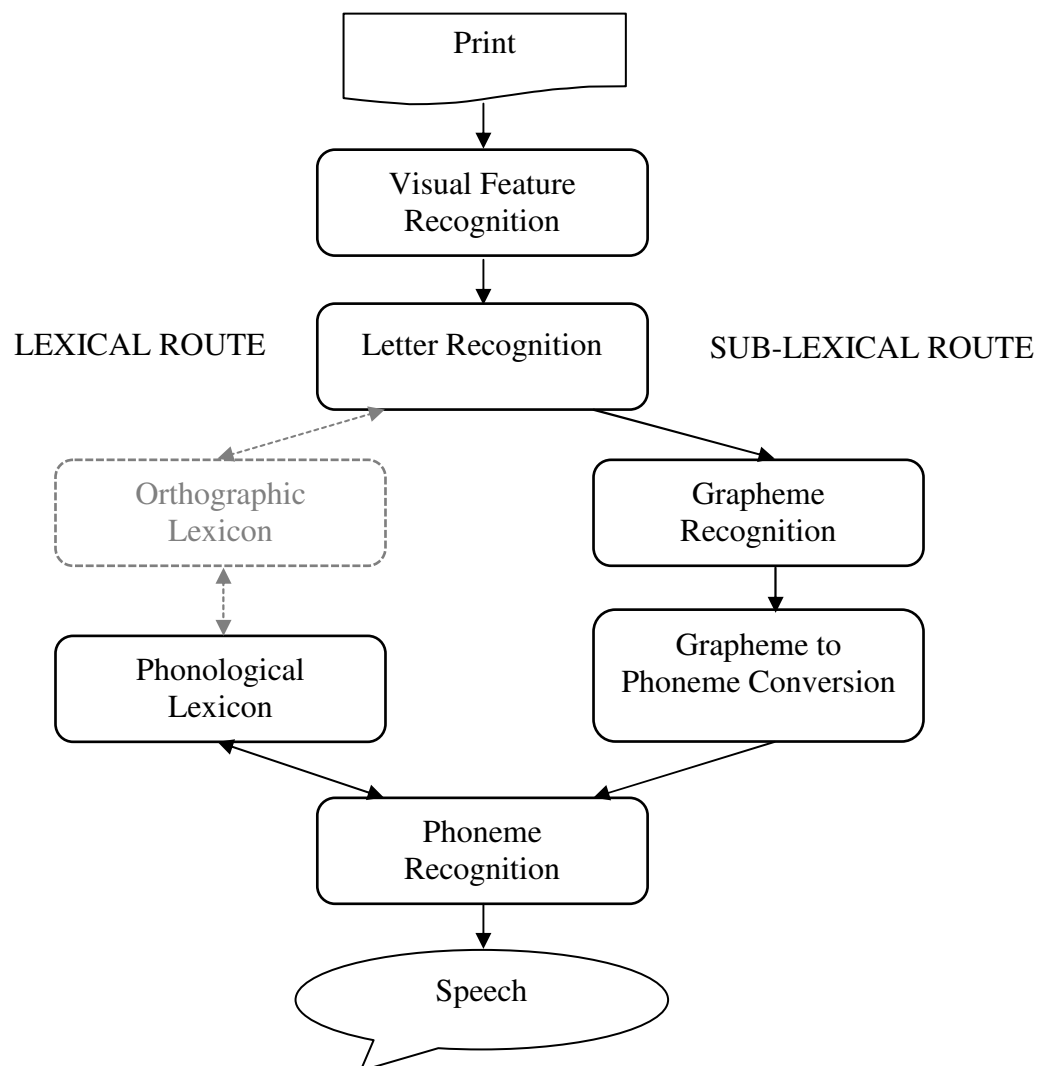 Print
Visual Feature
Recognition
LEXICAL ROUTE
Letter Recognition
SUB-LEXICAL ROUTE
Orthographic
Lexicon
Grapheme
Recognition
Phonological
Lexicon
Grapheme to
Phoneme Conversion
Phoneme
Recognition
Speech